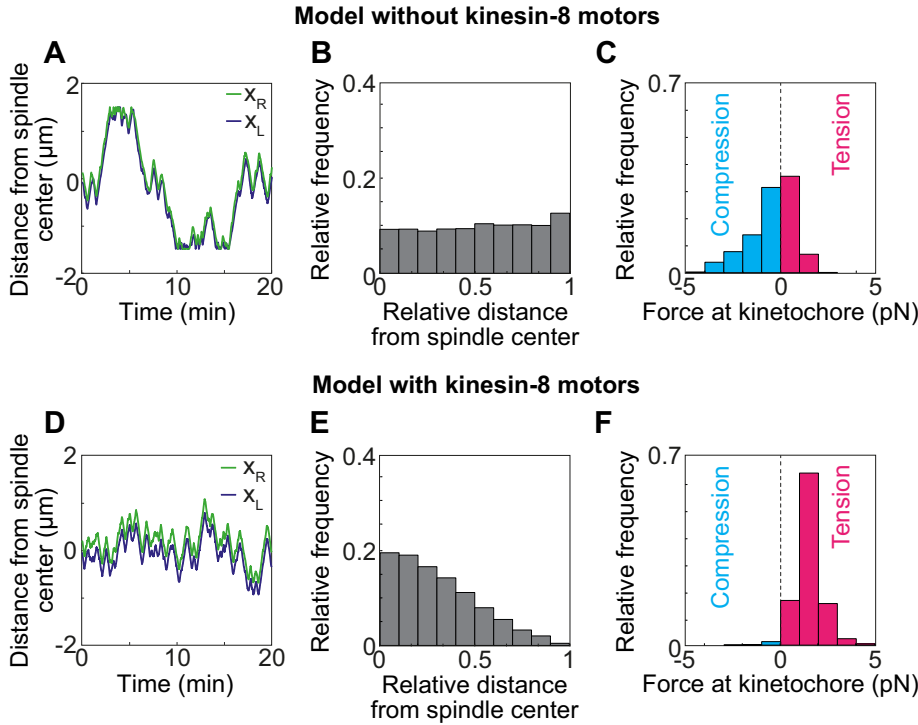 Model without kinesin-8 motors
A
Distance from spindle
center (μm)
2
0
-2
0
10
20
Time (min)
X_R
X_L
B
Relative frequency
0.4
0.2
0
0
0.5
1
Relative distance
from spindle center
C
Relative frequency
0.7
0
-5
0
5
Compression
Tension
Force at kinetochore (pN)
Model with kinesin-8 motors
D
Distance from spindle
center (μm)
2
0
-2
0
10
20
Time (min)
X_R
X_L
E
Relative frequency
0.4
0.2
0
0
0.5
1
Relative distance
from spindle center
F
Relative frequency
0.7
0
-5
0
5
Compression
Tension
Force at kinetochore (pN)